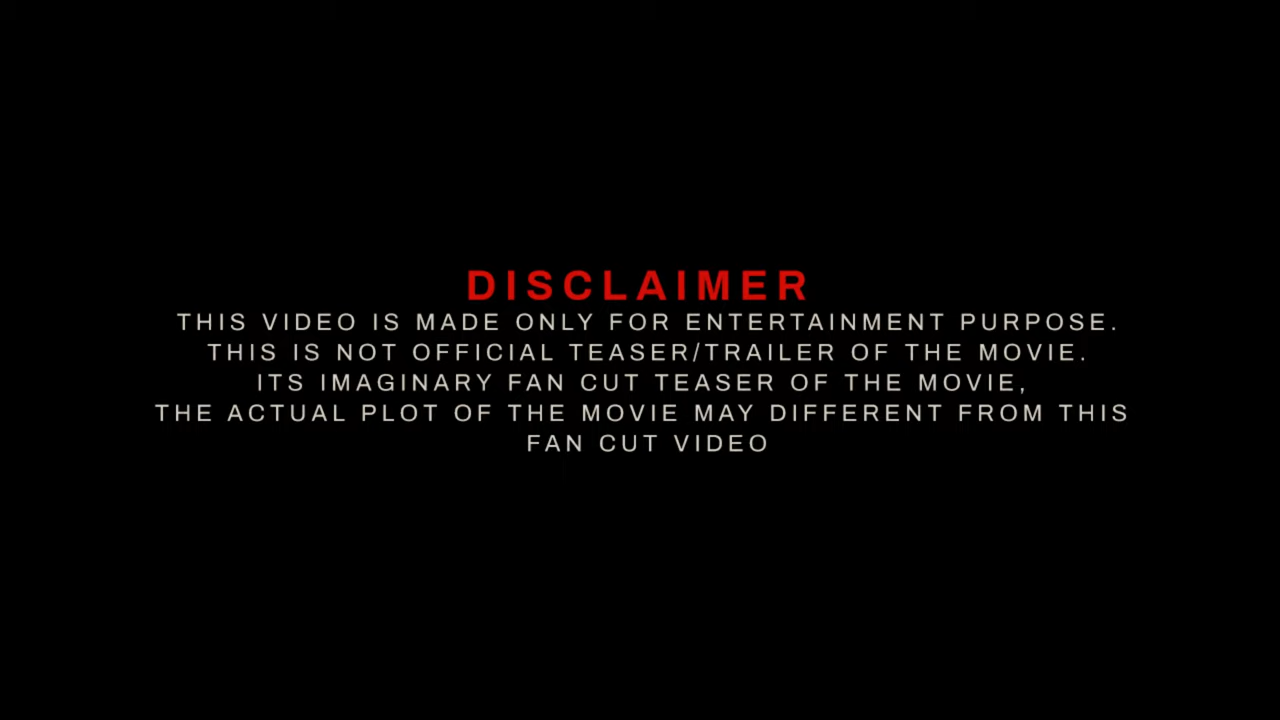 DISCLAIMER
THIS VIDEO IS MADE ONLY FOR ENTERTAINMENT PURPOSE.
THIS IS NOT OFFICIAL TEASER/TRAILER OF THE MOVIE.
ITS IMAGINARY FAN CUT TEASER OF THE MOVIE,
THE ACTUAL PLOT OF THE MOVIE MAY DIFFERENT FROM THIS
FAN CUT VIDEO